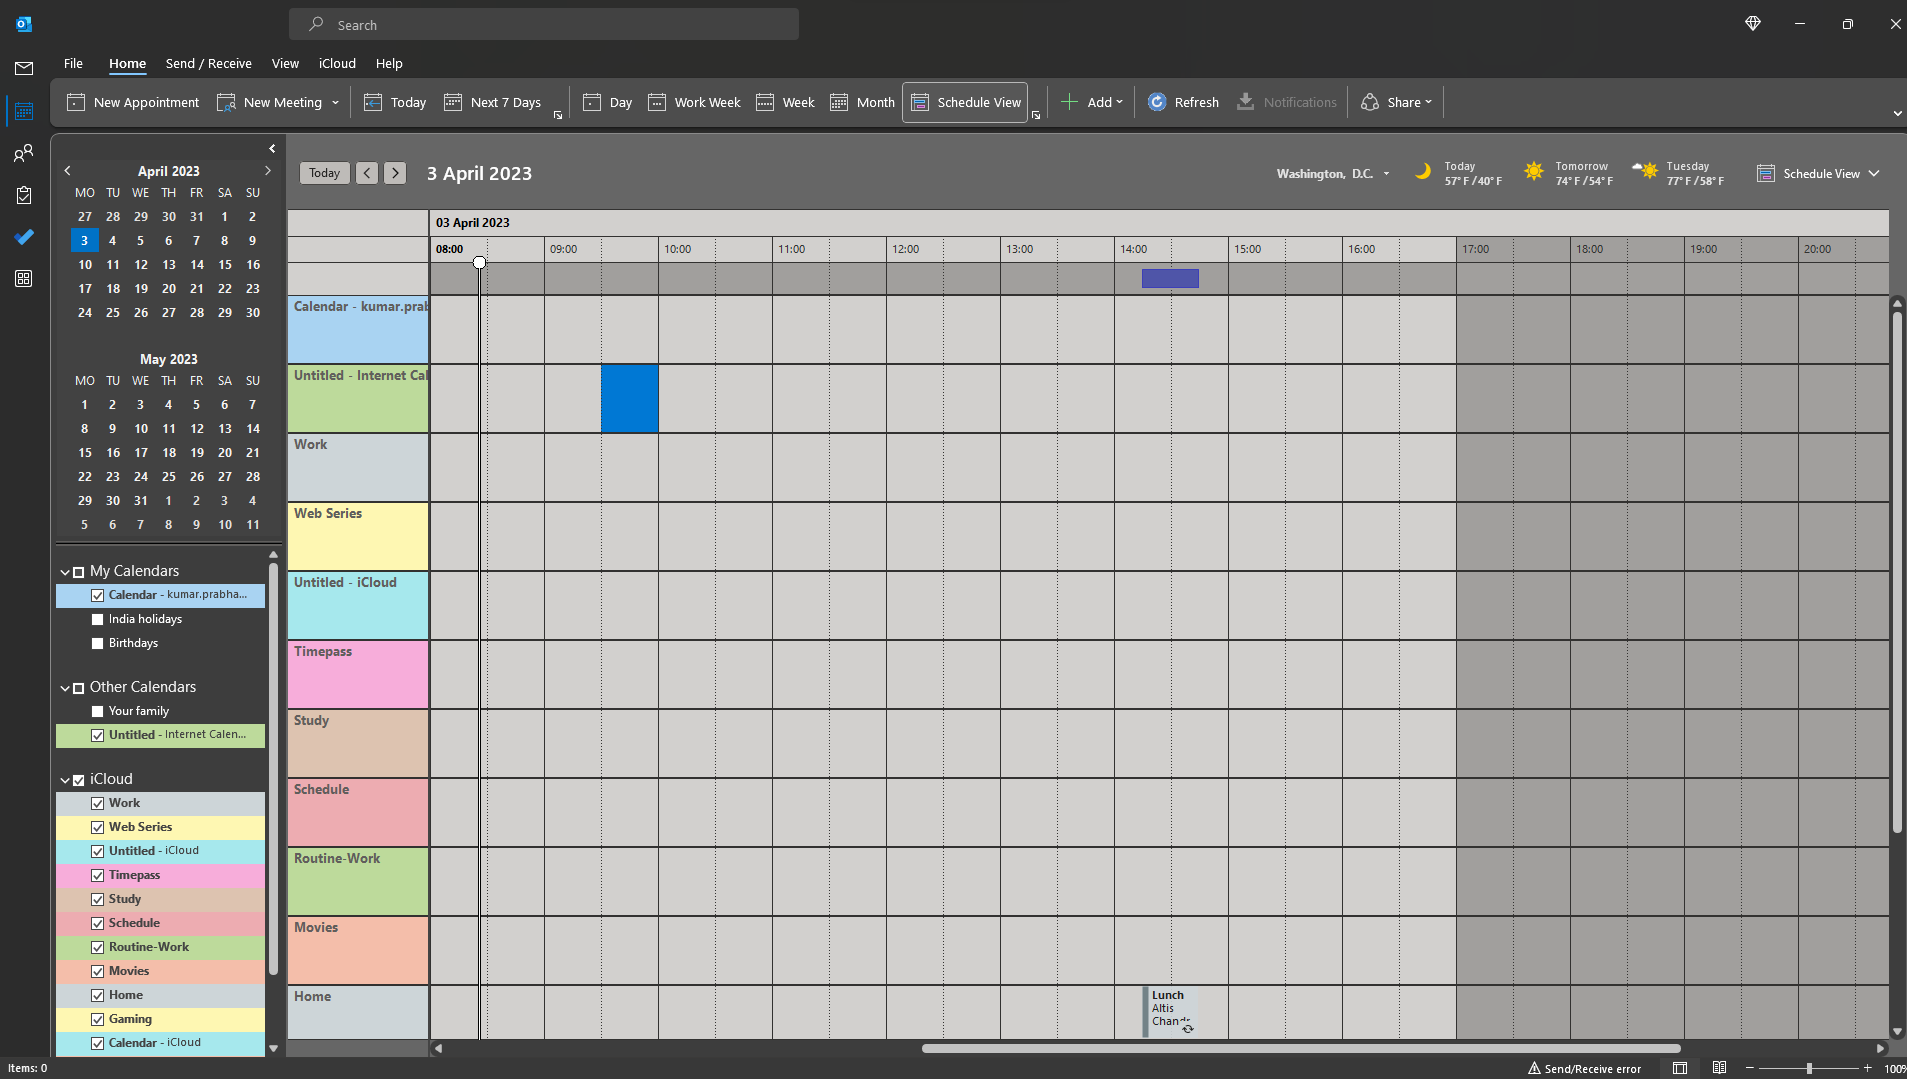 Search
File Home Send / Receive View iCloud Help
New Appointment New Meeting Today Next 7 Days Day Work Week Week Month Schedule View Add Refresh Notifications Share
April 2023
MO TU WE TH FR SA SU
27 28 29 30 31 1 2
3 4 5 6 7 8 9
10 11 12 13 14 15 16
17 18 19 20 21 22 23
24 25 26 27 28 29 30
May 2023
MO TU WE TH FR SA SU
1 2 3 4 5 6 7
8 9 10 11 12 13 14
15 16 17 18 19 20 21
22 23 24 25 26 27 28
29 30 31 1 2 3 4
5 6 7 8 9 10 11
My Calendars
Calendar - kumar.prabha...
India holidays
Birthdays
Other Calendars
Your family
Untitled - Internet Calen...
iCloud
Work
Web Series
Untitled - iCloud
Timepass
Study
Schedule
Routine-Work
Movies
Home
Gaming
Calendar - iCloud
Today 3 April 2023
Washington, D.C.
Today
57° F /40° F
Tomorrow
74° F /54° F
Tuesday
77° F /58° F
Schedule View
03 April 2023
08:00 09:00 10:00 11:00 12:00 13:00 14:00 15:00 16:00 17:00 18:00 19:00 20:00
Calendar - kumar.prab
Untitled - Internet Cal
Work
Web Series
Untitled - iCloud
Timepass
Study
Schedule
Routine-Work
Movies
Home
Lunch
Altis
Items: 0
Send/Receive error
100%